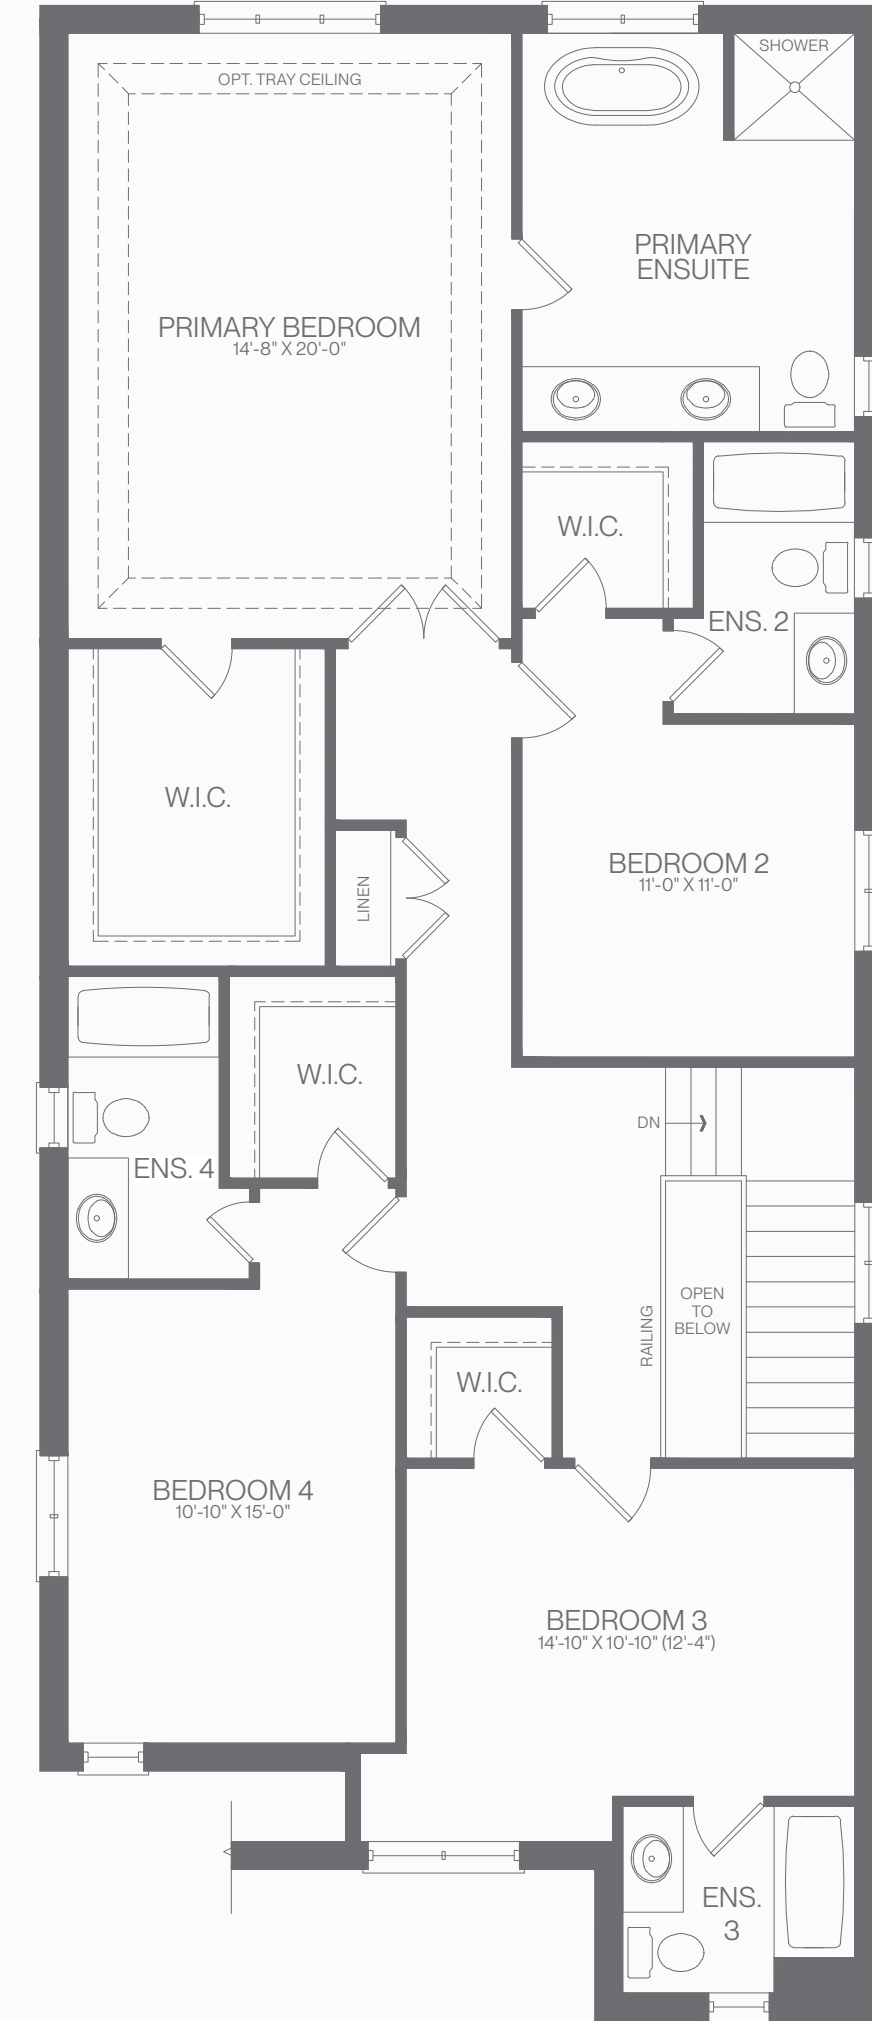 SHOWER
OPT. TRAY CEILING
PRIMARY
ENSUITE
PRIMARY BEDROOM
14'-8" X 20'-0"
W.I.C.
ENS. 2
W.I.C.
BEDROOM 2
11'-0" X 11'-0"
LINEN
W.I.C.
DN
ENS. 4
OPEN
TO
BELOW
RAILING
W.I.C.
BEDROOM 4
10'-10" X 15'-0"
BEDROOM 3
14'-10" X 10'-10" (12'-4")
ENS.
3